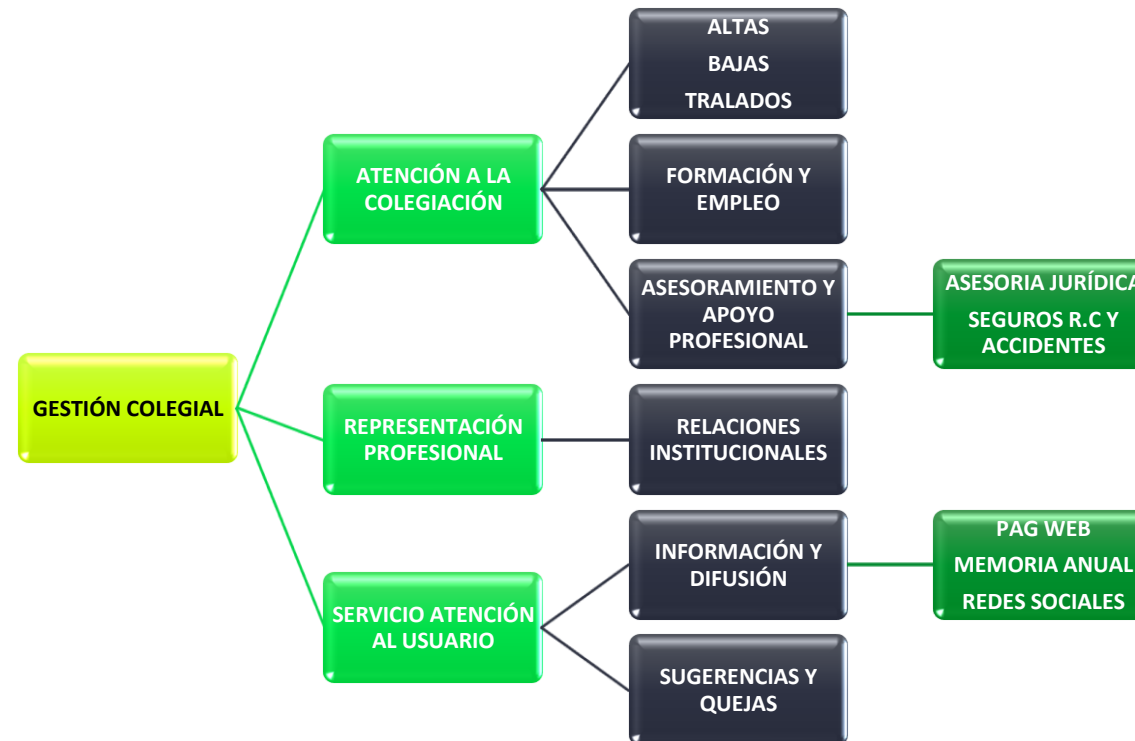 ALTAS
BAJAS
TRALADOS
ATENCIÓN A LA
COLEGIACIÓN
FORMACIÓN Y
EMPLEO
ASESORAMIENTO Y
APOYO
PROFESIONAL
ASESORIA JURÍDICA
SEGUROS R.C Y
ACCIDENTES
GESTIÓN COLEGIAL
REPRESENTACIÓN
PROFESIONAL
RELACIONES
INSTITUCIONALES
SERVICIO ATENCIÓN
AL USUARIO
INFORMACIÓN Y
DIFUSIÓN
PAG WEB
MEMORIA ANUAL
REDES SOCIALES
SUGERENCIAS Y
QUEJAS